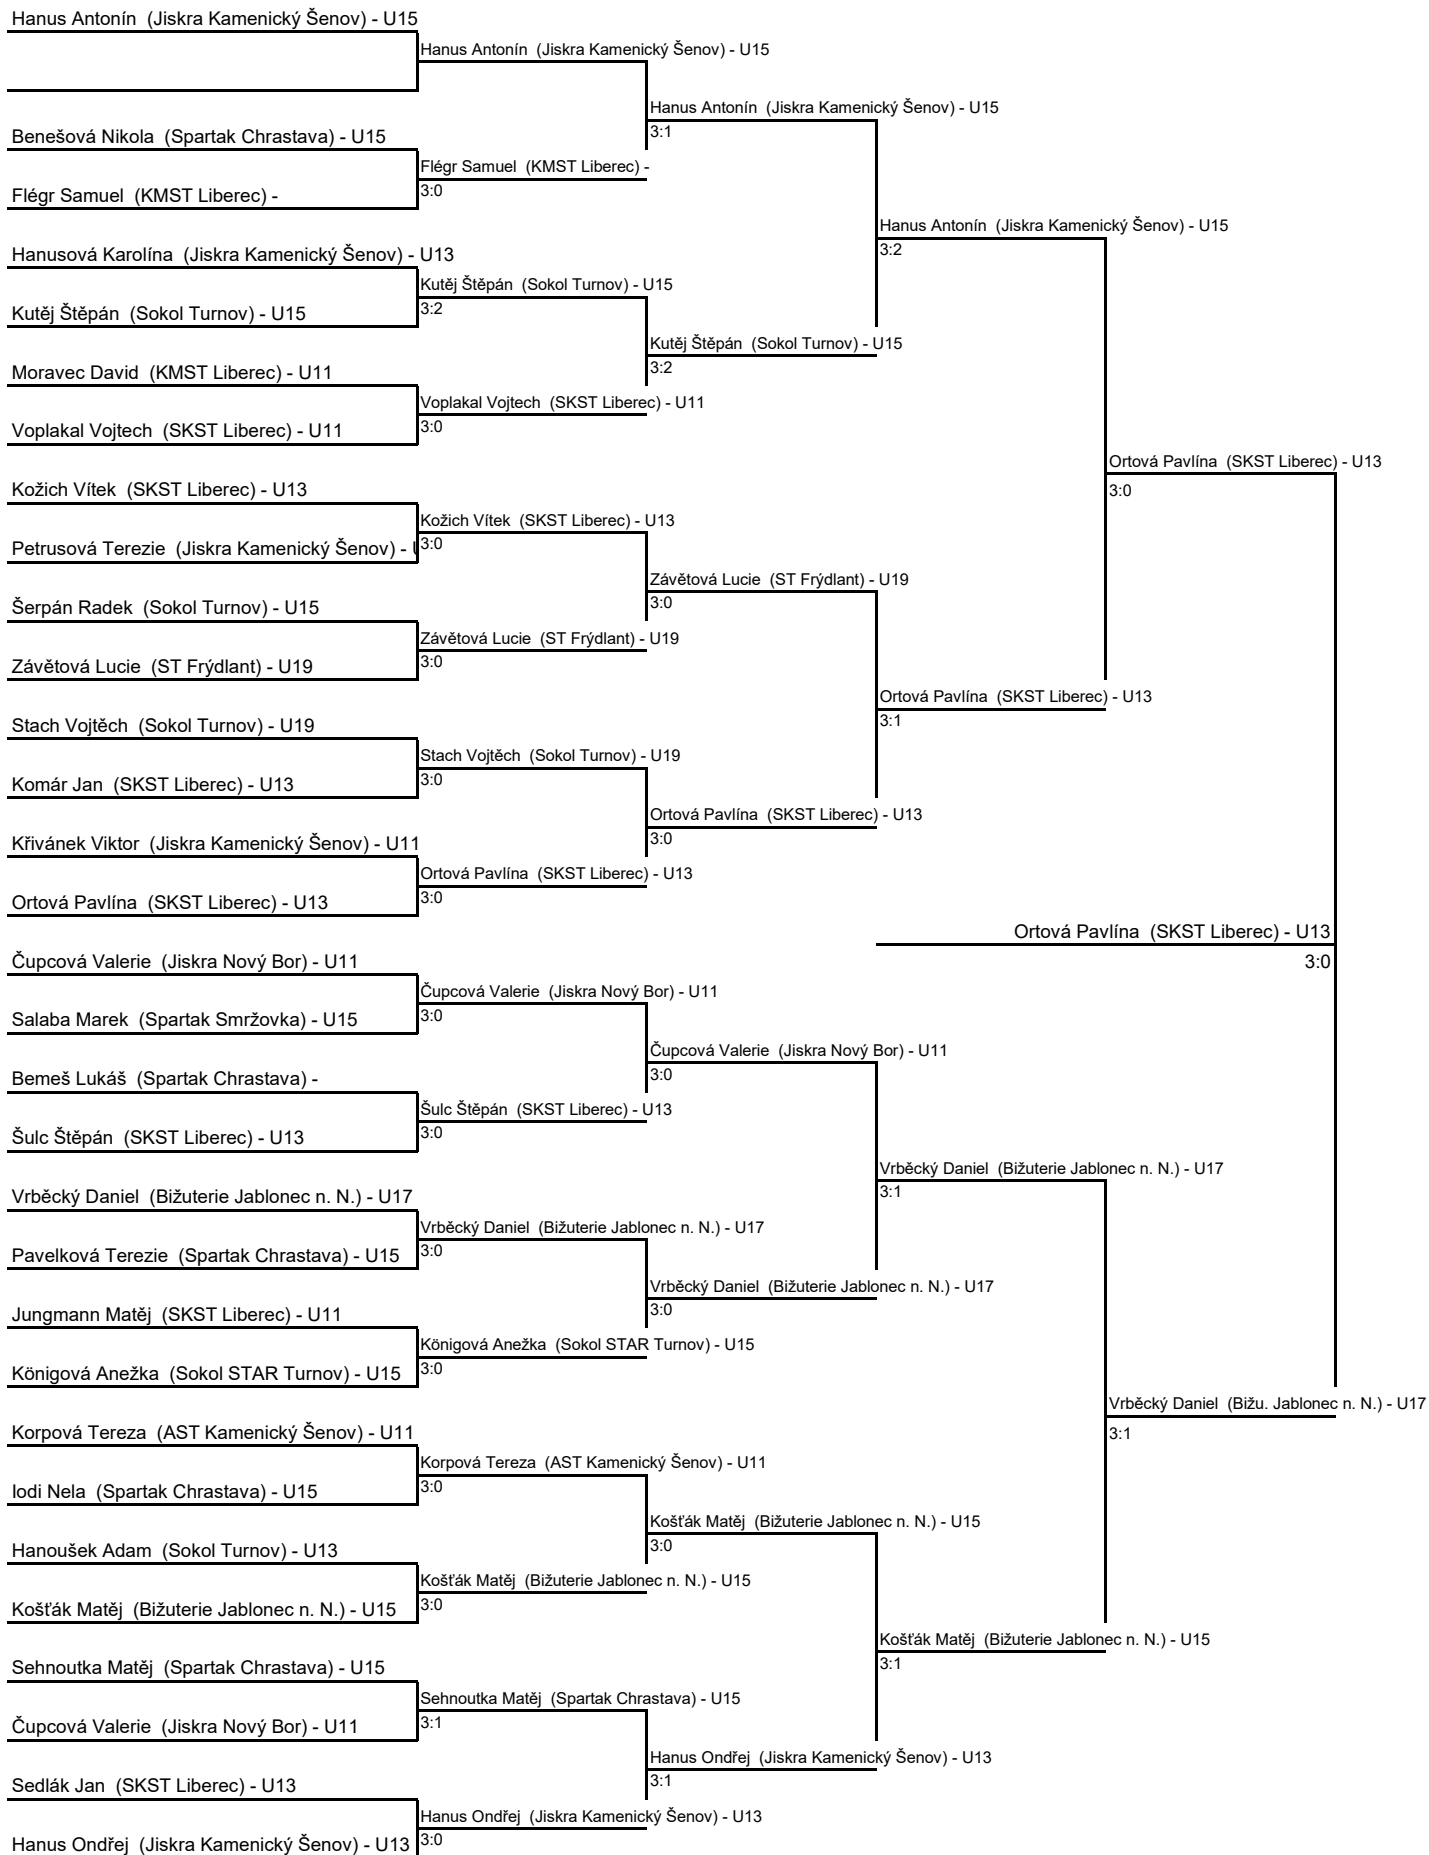 Hanus Antonín (Jiskra Kamenický Šenov) - U15
Hanus Antonín (Jiskra Kamenický Šenov) - U15
Hanus Antonín (Jiskra Kamenický Šenov) - U15
3:1
Benešová Nikola (Spartak Chrastava) - U15
Flégr Samuel (KMST Liberec) -
3:0
Flégr Samuel (KMST Liberec) -
Hanus Antonín (Jiskra Kamenický Šenov) - U15
3:2
Hanusová Karolína (Jiskra Kamenický Šenov) - U13
Kutěj Štěpán (Sokol Turnov) - U15
3:2
Kutěj Štěpán (Sokol Turnov) - U15
Kutěj Štěpán (Sokol Turnov) - U15
3:2
Moravec David (KMST Liberec) - U11
Voplakal Vojtech (SKST Liberec) - U11
3:0
Voplakal Vojtech (SKST Liberec) - U11
Ortová Pavlína (SKST Liberec) - U13
3:0
Kožich Vítek (SKST Liberec) - U13
Kožich Vítek (SKST Liberec) - U13
3:0
Petrusová Terezie (Jiskra Kamenický Šenov) -
Závětová Lucie (ST Frýdlant) - U19
3:0
Šerpán Radek (Sokol Turnov) - U15
Závětová Lucie (ST Frýdlant) - U19
3:0
Závětová Lucie (ST Frýdlant) - U19
Ortová Pavlína (SKST Liberec) - U13
3:1
Stach Vojtěch (Sokol Turnov) - U19
Stach Vojtěch (Sokol Turnov) - U19
3:0
Komár Jan (SKST Liberec) - U13
Ortová Pavlína (SKST Liberec) - U13
3:0
Křivánek Viktor (Jiskra Kamenický Šenov) - U11
Ortová Pavlína (SKST Liberec) - U13
3:0
Ortová Pavlína (SKST Liberec) - U13
Ortová Pavlína (SKST Liberec) - U13
3:0
Čupcová Valerie (Jiskra Nový Bor) - U11
Čupcová Valerie (Jiskra Nový Bor) - U11
3:0
Salaba Marek (Spartak Smržovka) - U15
Čupcová Valerie (Jiskra Nový Bor) - U11
3:0
Bemeš Lukáš (Spartak Chrastava) -
Šulc Štěpán (SKST Liberec) - U13
3:0
Šulc Štěpán (SKST Liberec) - U13
Vrběcký Daniel (Bižuterie Jablonec n. N.) - U17
3:1
Vrběcký Daniel (Bižuterie Jablonec n. N.) - U17
Vrběcký Daniel (Bižuterie Jablonec n. N.) - U17
3:0
Pavelková Terezie (Spartak Chrastava) - U15
Vrběcký Daniel (Bižuterie Jablonec n. N.) - U17
3:0
Jungmann Matěj (SKST Liberec) - U11
Königová Anežka (Sokol STAR Turnov) - U15
3:0
Königová Anežka (Sokol STAR Turnov) - U15
Vrběcký Daniel (Bižu. Jablonec n. N.) - U17
3:1
Korpová Tereza (AST Kamenický Šenov) - U11
Korpová Tereza (AST Kamenický Šenov) - U11
3:0
Iodi Nela (Spartak Chrastava) - U15
Košťák Matěj (Bižuterie Jablonec n. N.) - U15
3:0
Hanoušek Adam (Sokol Turnov) - U13
Košťák Matěj (Bižuterie Jablonec n. N.) - U15
3:0
Košťák Matěj (Bižuterie Jablonec n. N.) - U15
Košťák Matěj (Bižuterie Jablonec n. N.) - U15
3:1
Sehnoutka Matěj (Spartak Chrastava) - U15
Sehnoutka Matěj (Spartak Chrastava) - U15
3:1
Čupcová Valerie (Jiskra Nový Bor) - U11
Hanus Ondřej (Jiskra Kamenický Šenov) - U13
3:1
Sedlák Jan (SKST Liberec) - U13
Hanus Ondřej (Jiskra Kamenický Šenov) - U13
3:0
Hanus Ondřej (Jiskra Kamenický Šenov) - U13